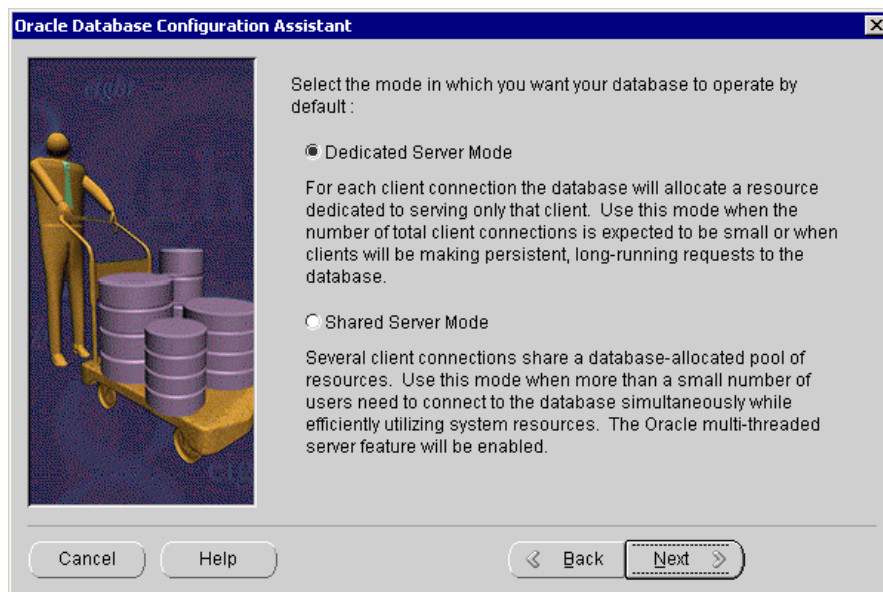 Oracle Database Configuration Assistant
eight
Select the mode in which you want your database to operate by
default :
Dedicated Server Mode
For each client connection the database will allocate a resource
dedicated to serving only that client. Use this mode when the
number of total client connections is expected to be small or when
clients will be making persistent, long-running requests to the
database.
Shared Server Mode
Several client connections share a database-allocated pool of
resources. Use this mode when more than a small number of
users need to connect to the database simultaneously while
efficiently utilizing system resources. The Oracle multi-threaded
server feature will be enabled.
Cancel
Help
Back
Next